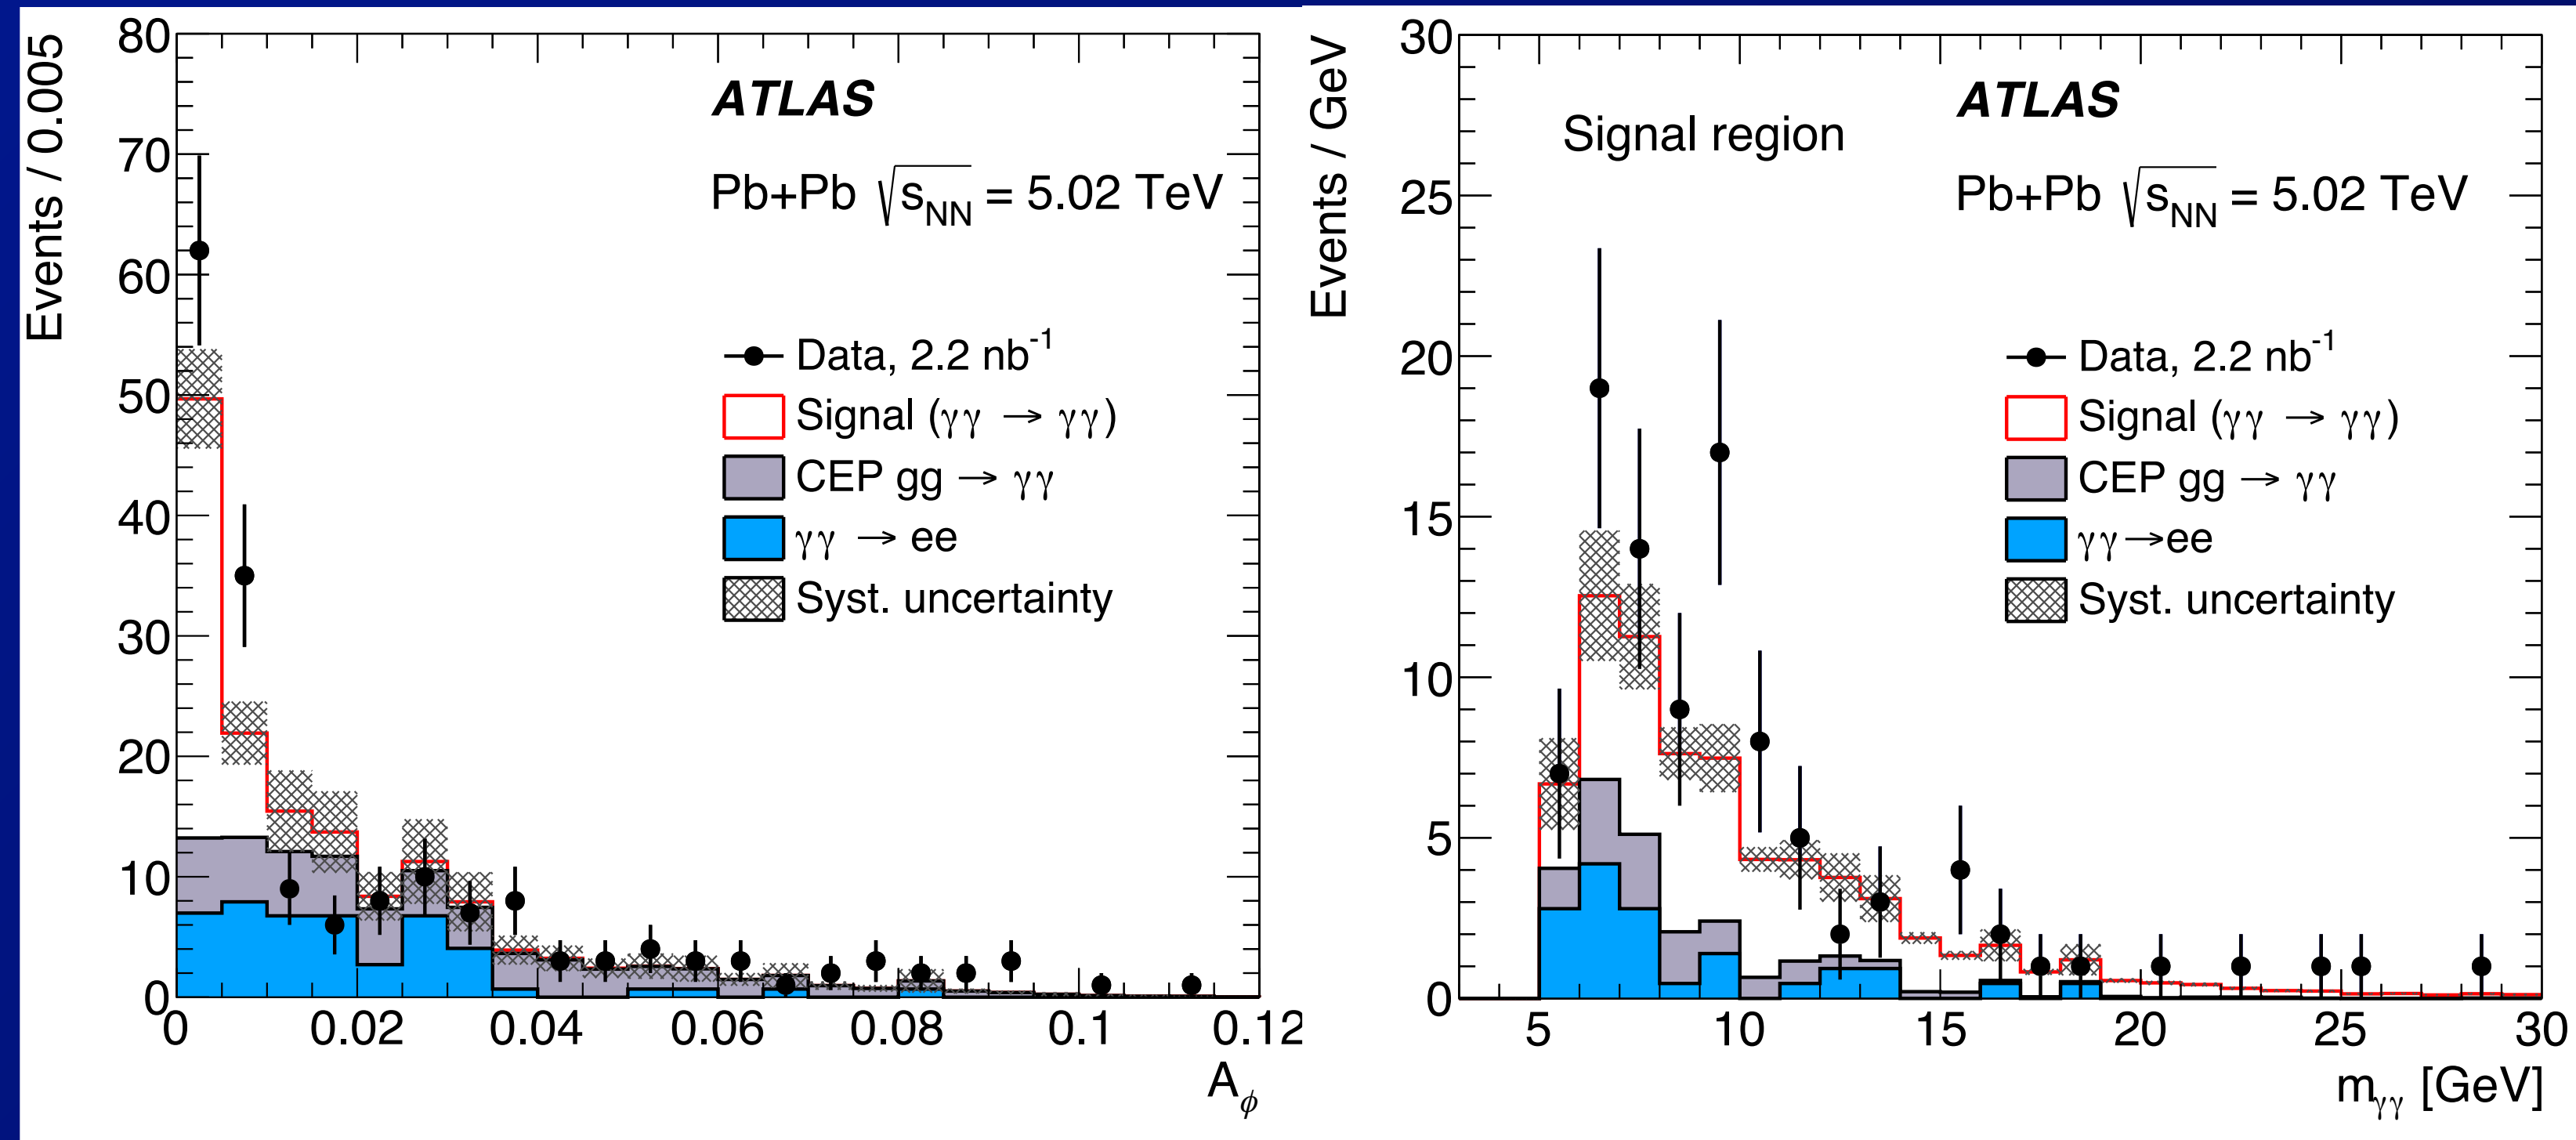 Events / 0.005
80
70
60
50
40
30
20
10
0
0 0.02 0.04 0.06 0.08 0.1 0.12
A_ϕ
ATLAS
Pb+Pb √s_NN = 5.02 TeV
Data, 2.2 nb⁻¹
Signal (γγ → γγ)
CEP gg → γγ
γγ → ee
Syst. uncertainty
Events / GeV
30
25
20
15
10
5
0
5 10 15 20 25 30
m_γγ [GeV]
Signal region
ATLAS
Pb+Pb √s_NN = 5.02 TeV
Data, 2.2 nb⁻¹
Signal (γγ → γγ)
CEP gg → γγ
γγ→ee
Syst. uncertainty